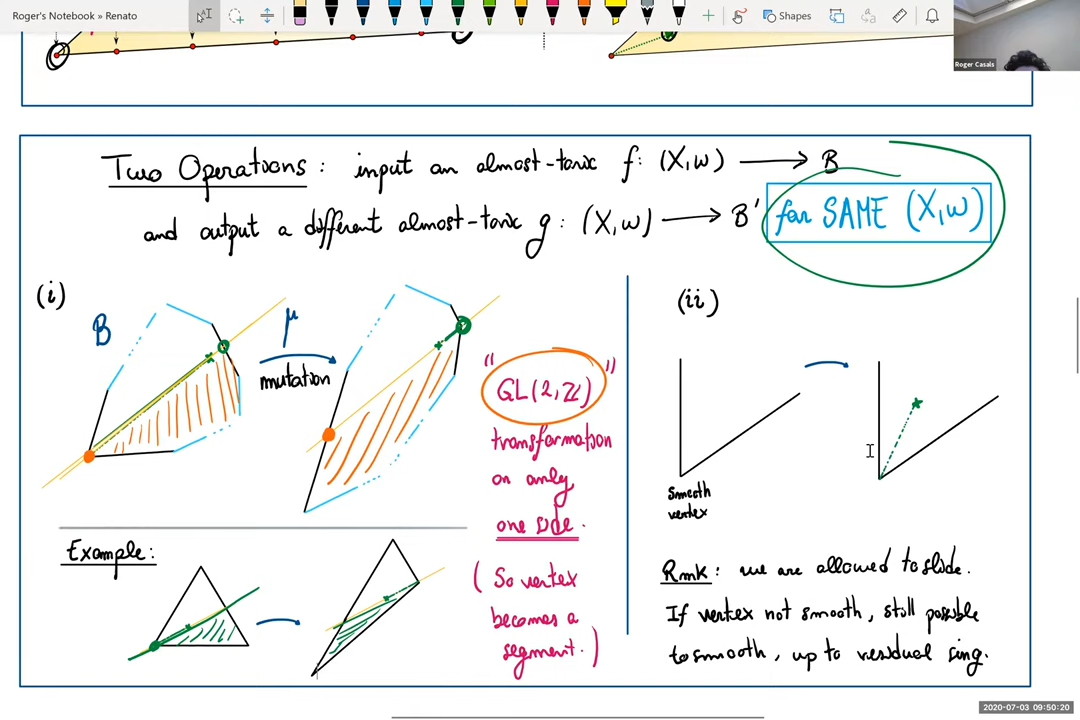 Roger's Notebook » Renato
Shapes
Roger Casals
Two Operations: input an almost-toric f: (X,w) → B
and output a different almost-toric g: (X,w) → B' for SAME (X,w)
(i)
B
μ
mutation
"GL(2,ℤ)"
transformation
on only
one side.
(So vertex
becomes a
segment.)
Example:
(ii)
Smooth
vertex
Rmk: we are allowed to slide.
If vertex not smooth, still possible
to smooth, up to residual sing.
2020-07-03 09:50:20